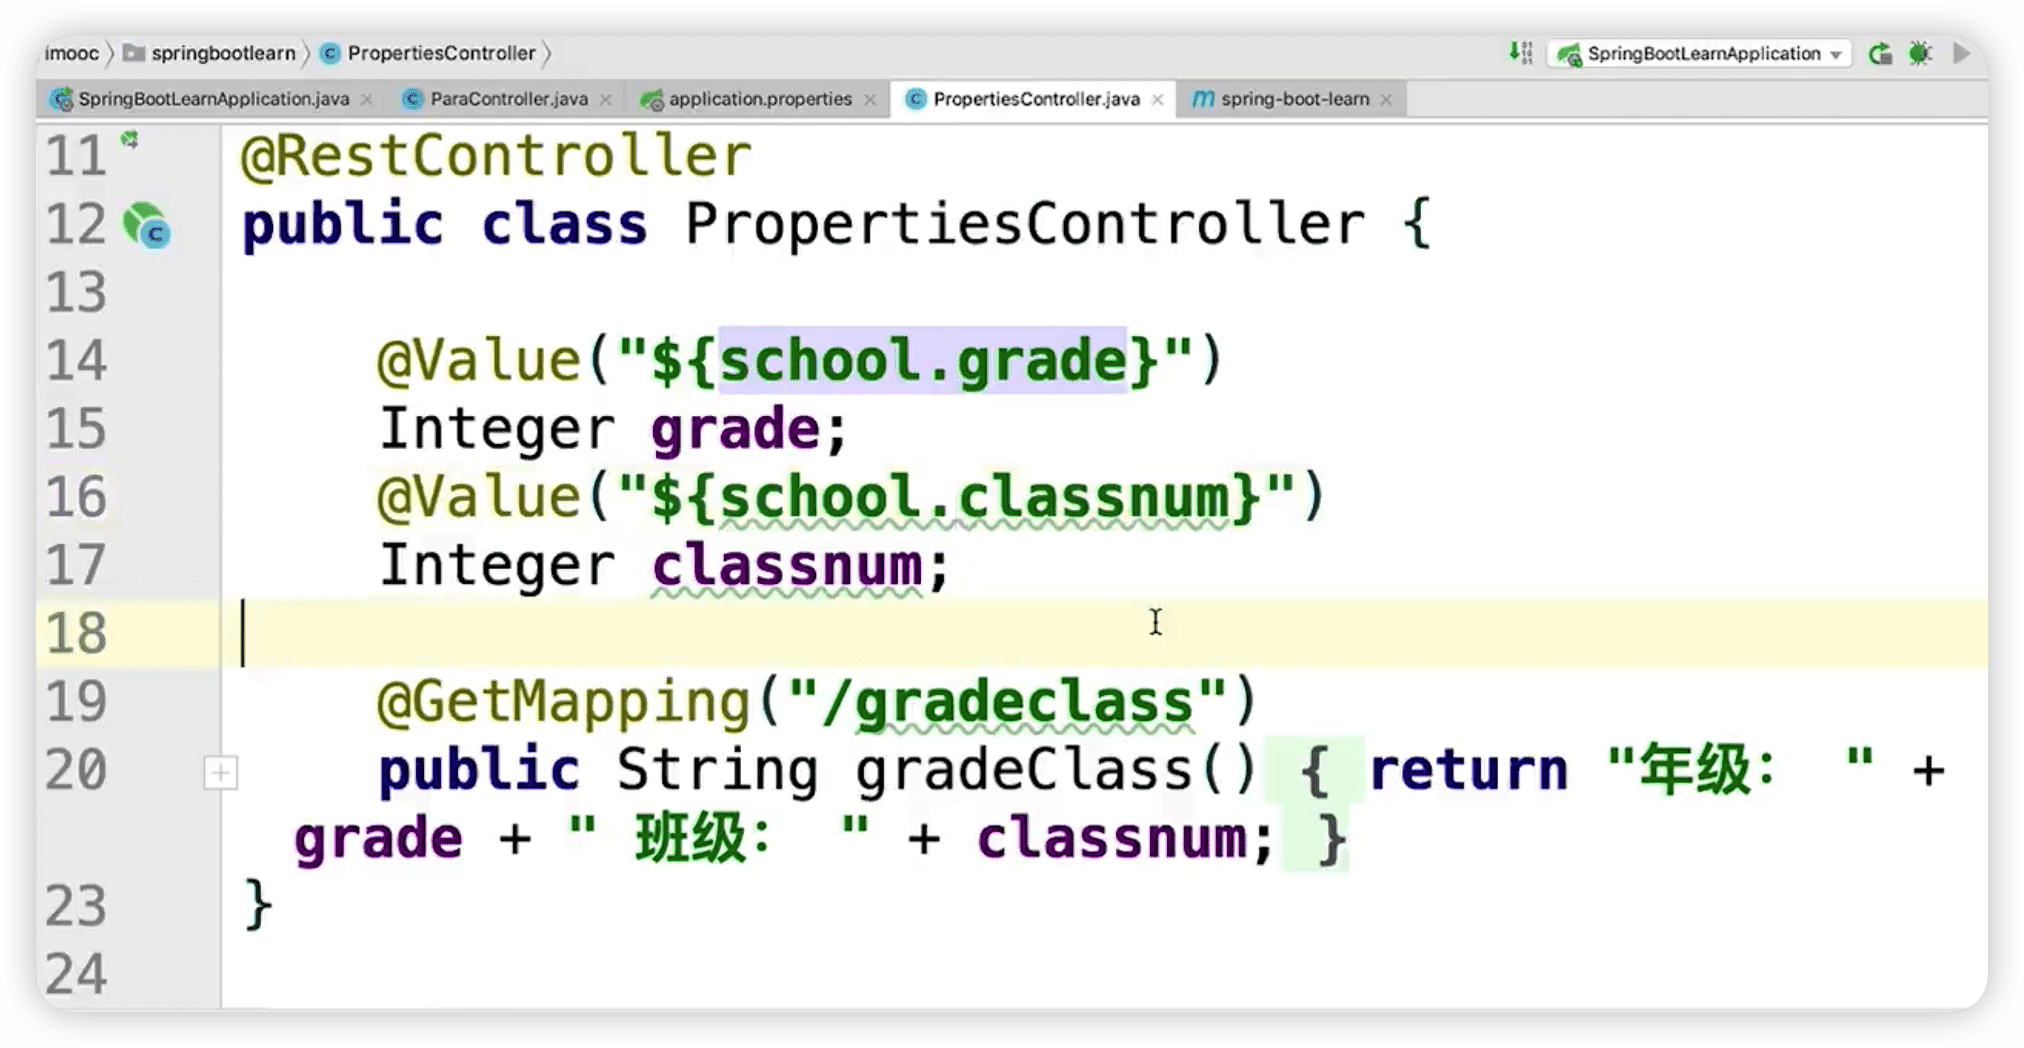 imooc springbootlearn PropertiesController SpringBootLearnApplication
SpringBootLearnApplication.java ParaController.java application.properties PropertiesController.java spring-boot-learn
11 @RestController
12 public class PropertiesController {
13
14 @Value("${school.grade}")
15 Integer grade;
16 @Value("${school.classnum}")
17 Integer classnum;
18
19 @GetMapping("/gradeclass")
20 public String gradeClass() { return "年级： " +
grade + " 班级： " + classnum; }
23 }
24